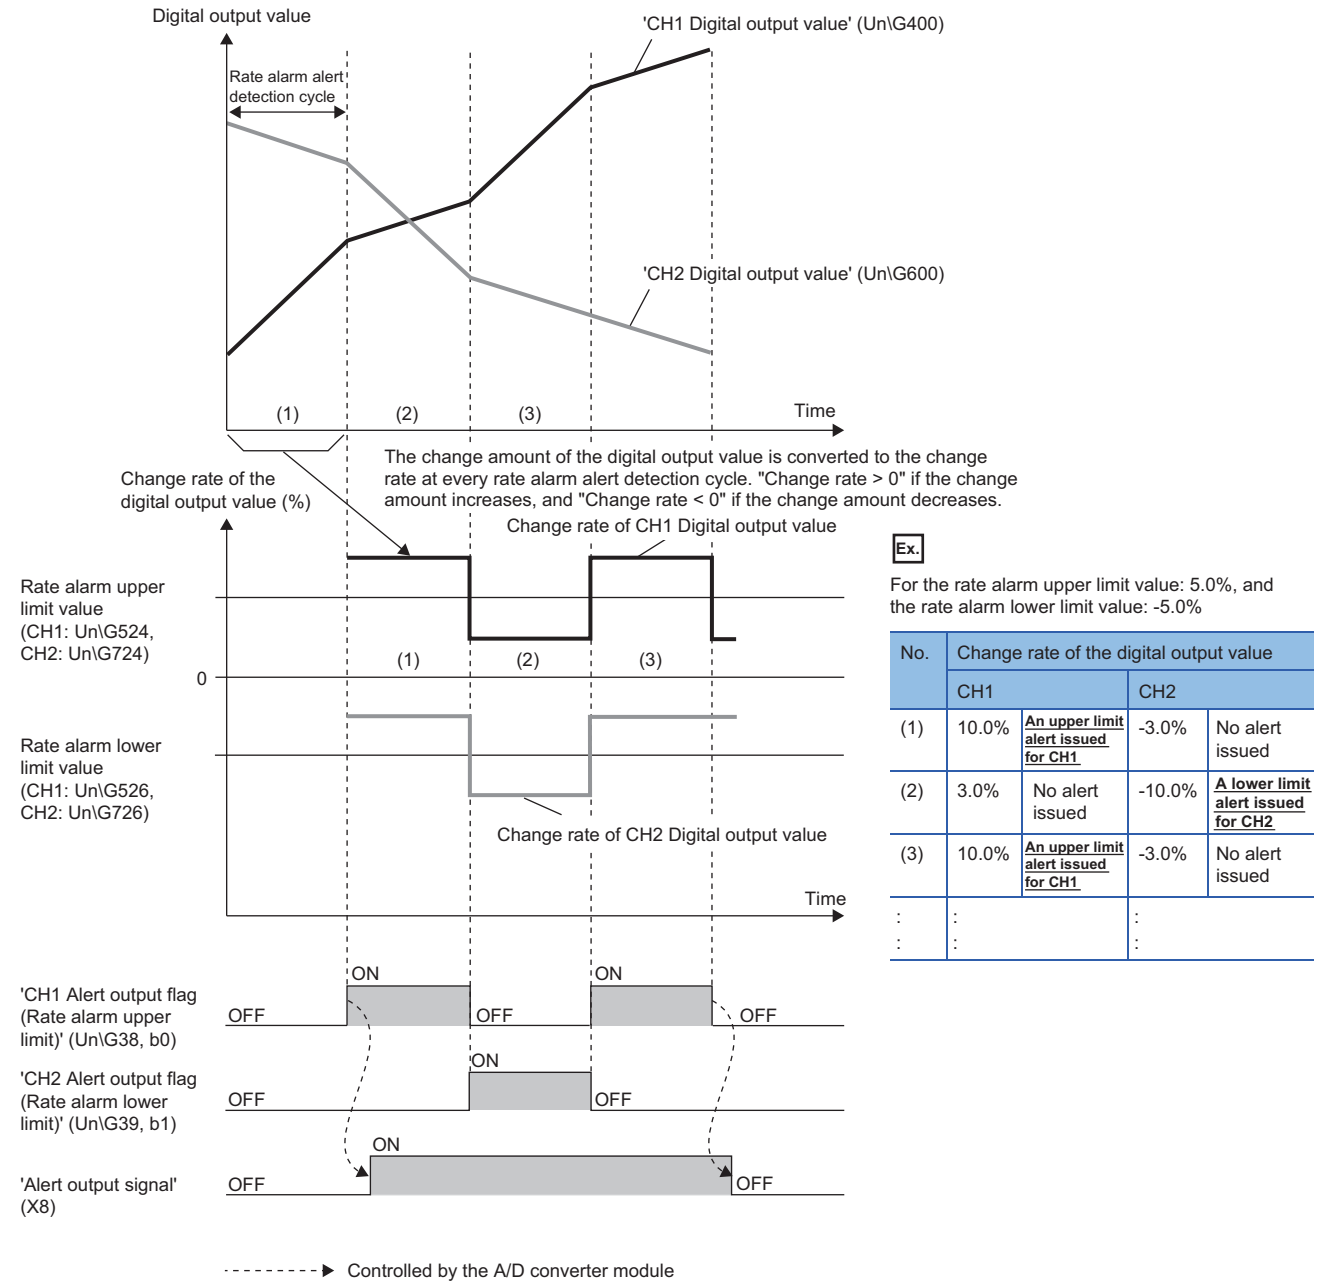 Digital output value
'CH1 Digital output value' (Un\G400)
Rate alarm alert
detection cycle
'CH2 Digital output value' (Un\G600)
(1)
(2)
(3)
Time
The change amount of the digital output value is converted to the change
rate at every rate alarm alert detection cycle. "Change rate > 0" if the change
amount increases, and "Change rate < 0" if the change amount decreases.
Change rate of the
digital output value (%)
Change rate of CH1 Digital output value
Rate alarm upper
limit value
(CH1: Un\G524,
CH2: Un\G724)
(1)
(2)
(3)
0
Rate alarm lower
limit value
(CH1: Un\G526,
CH2: Un\G726)
Change rate of CH2 Digital output value
Time
Ex.
For the rate alarm upper limit value: 5.0%, and
the rate alarm lower limit value: -5.0%
No.
Change rate of the digital output value
CH1
CH2
(1)
10.0%
An upper limit
alert issued
for CH1
-3.0%
No alert
issued
(2)
3.0%
No alert
issued
-10.0%
A lower limit
alert issued
for CH2
(3)
10.0%
An upper limit
alert issued
for CH1
-3.0%
No alert
issued
: : :
: : :
'CH1 Alert output flag
(Rate alarm upper
limit)' (Un\G38, b0)
OFF
ON
OFF
ON
OFF
'CH2 Alert output flag
(Rate alarm lower
limit)' (Un\G39, b1)
OFF
ON
OFF
'Alert output signal'
(X8)
OFF
ON
OFF
Controlled by the A/D converter module